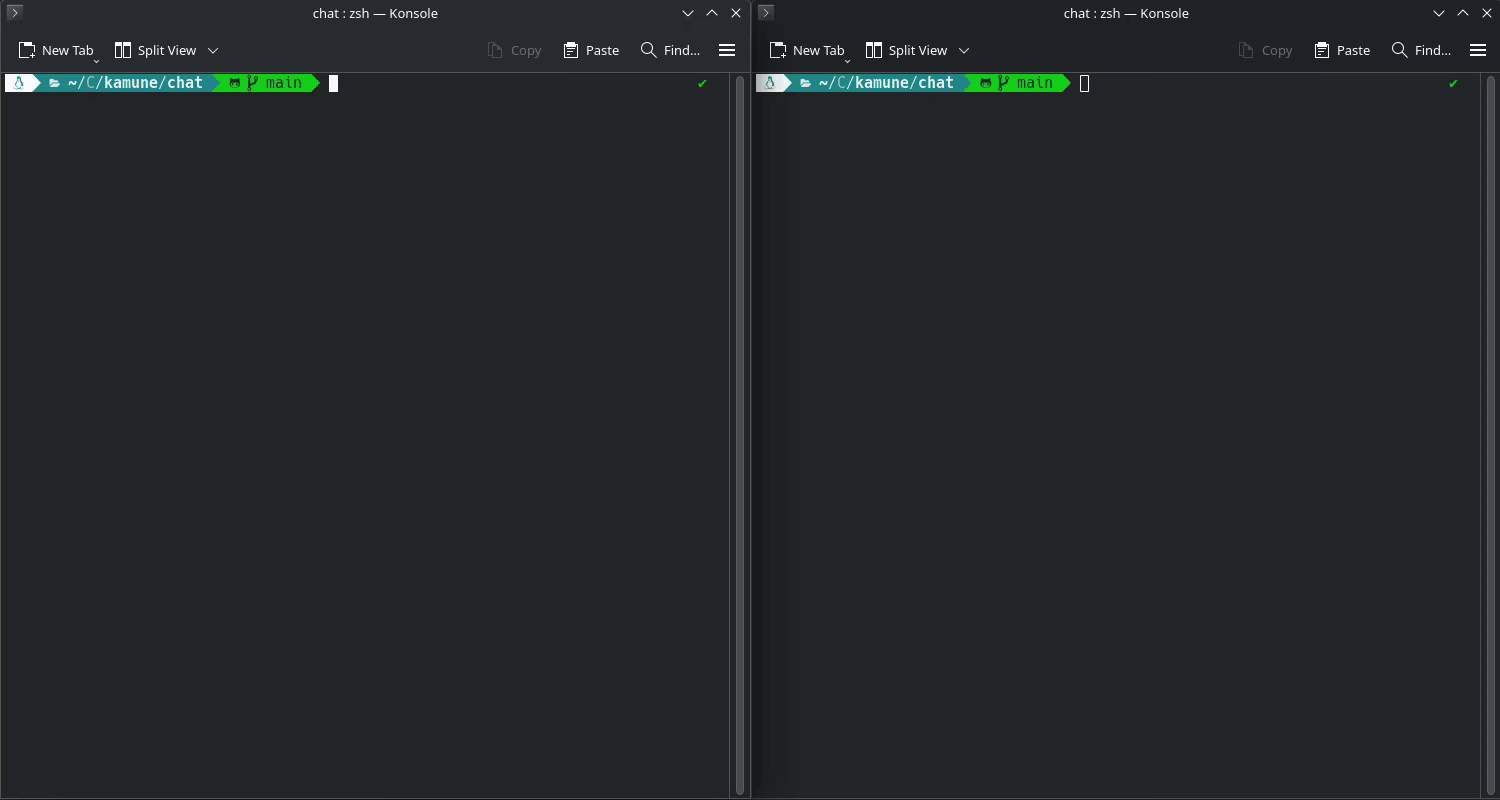 chat : zsh — Konsole
New Tab Split View Copy Paste Find...
~/C/kamune/chat main ✔
chat : zsh — Konsole
New Tab Split View Copy Paste Find...
~/C/kamune/chat main ✔